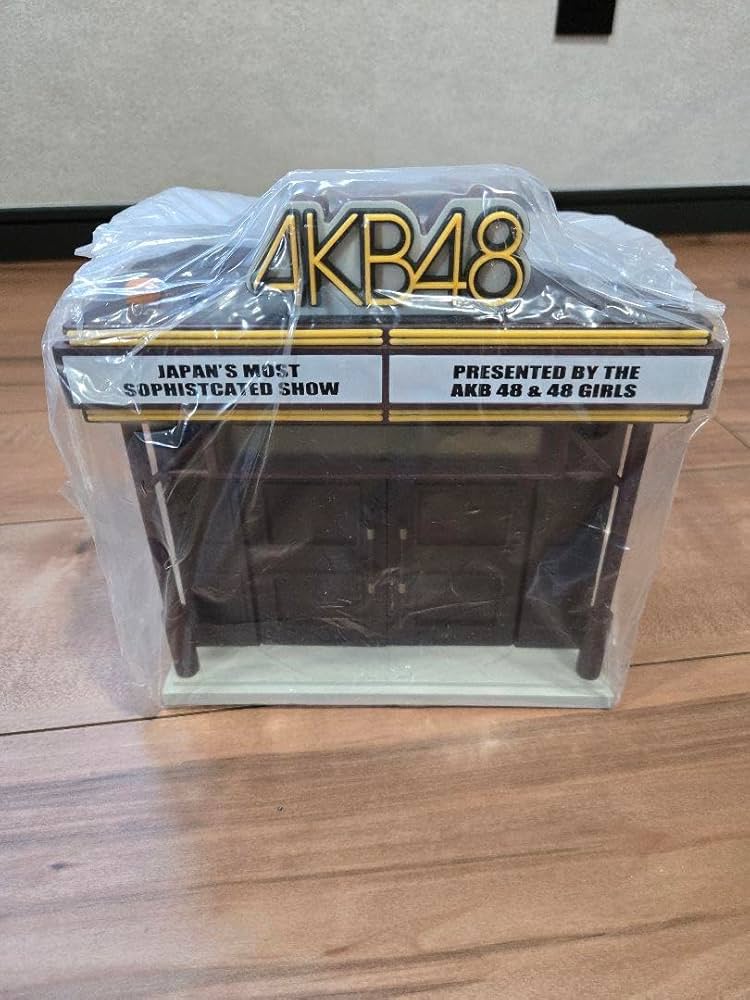 AKB48
JAPAN'S MOST
SOPHISTCATED SHOW
PRESENTED BY THE
AKB 48 & 48 GIRLS